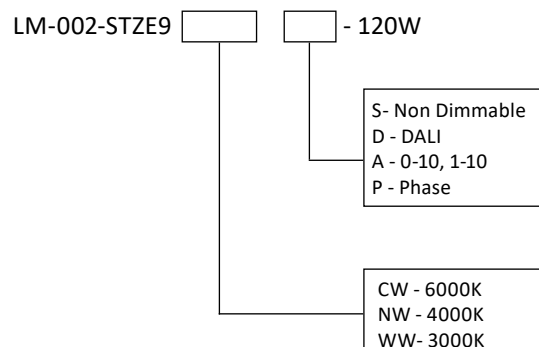 LM-002-STZE9 - 120W
S- Non Dimmable
D - DALI
A - 0-10, 1-10
P - Phase
CW - 6000K
NW - 4000K
WW- 3000K